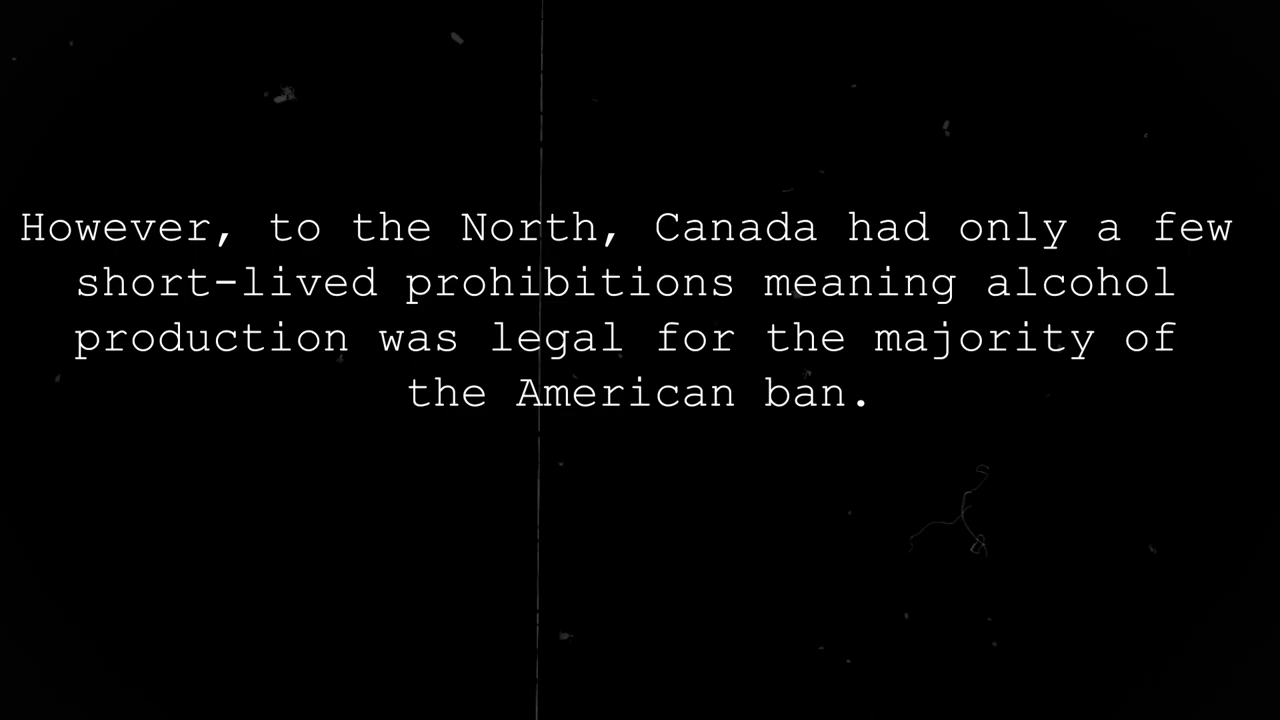 However, to the North, Canada had only a few
short-lived prohibitions meaning alcohol
production was legal for the majority of
the American ban.